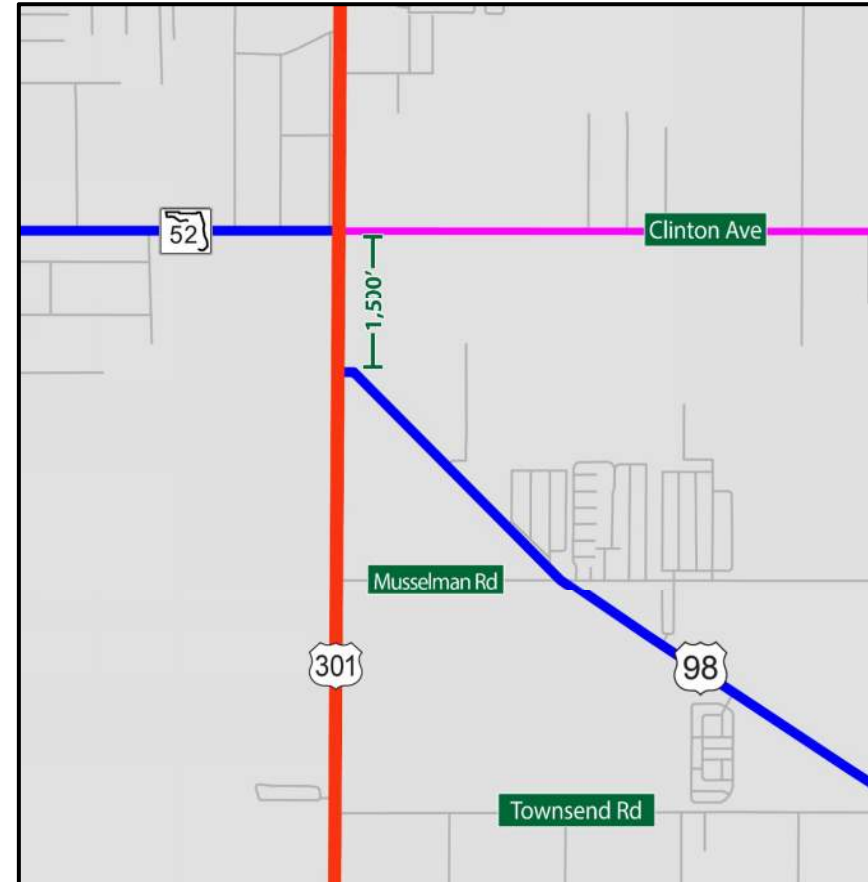 52
Clinton Ave
1,500'
Musselman Rd
301
98
Townsend Rd